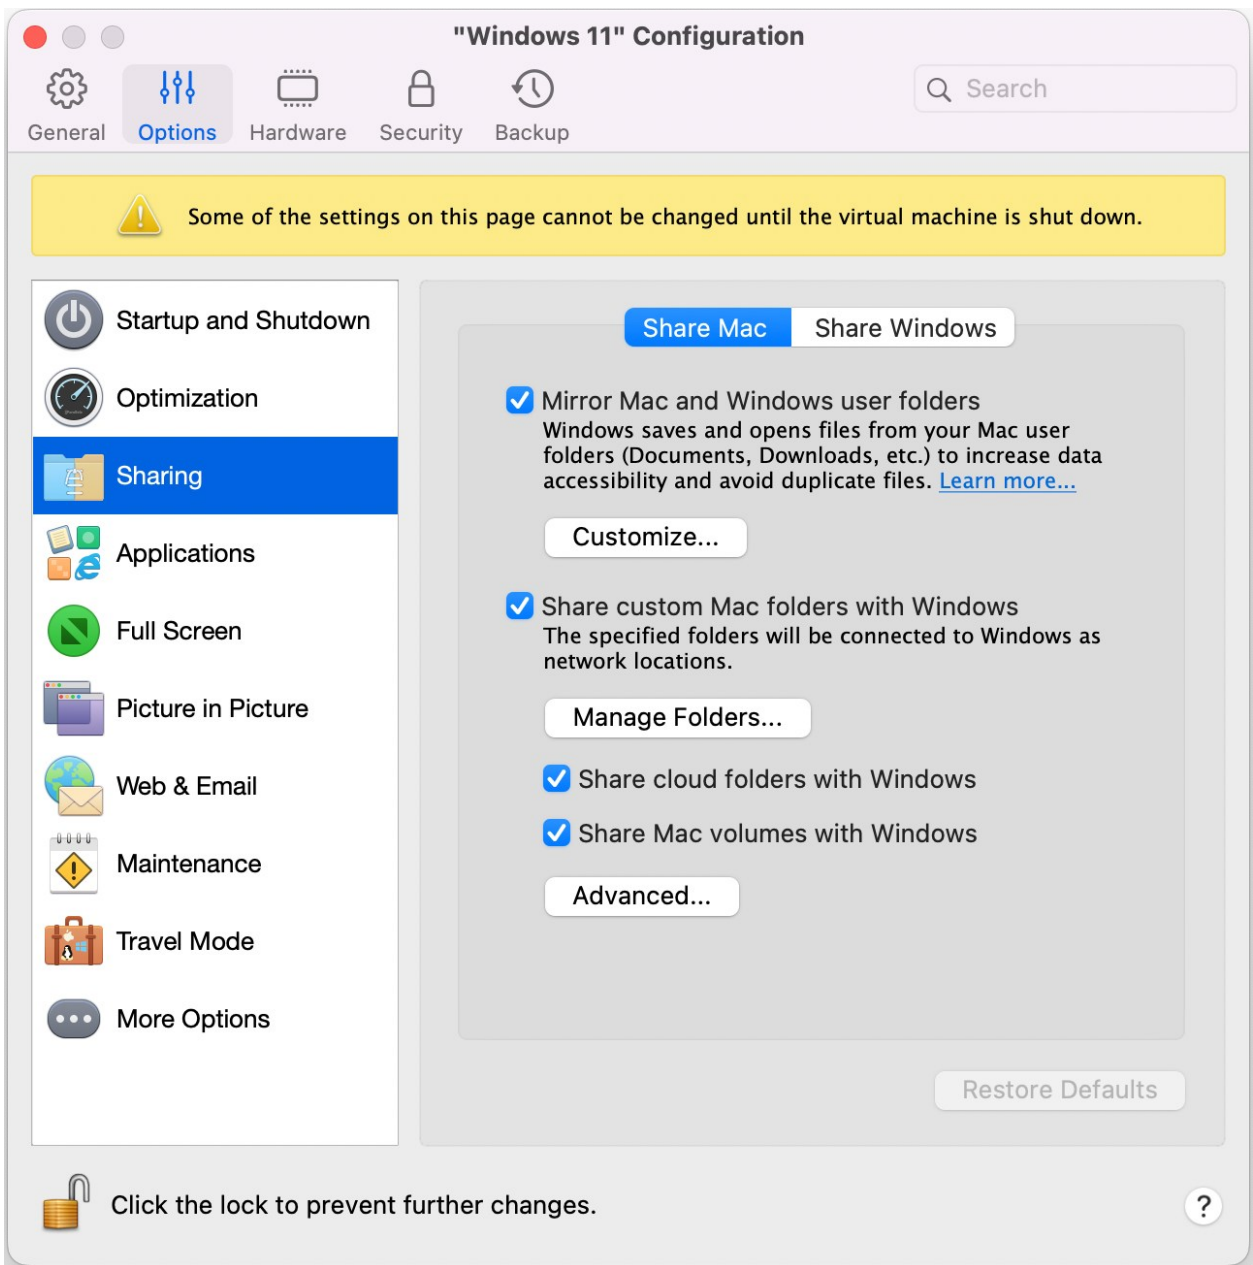 "Windows 11" Configuration
General
Options
Hardware
Security
Backup
Search
Some of the settings on this page cannot be changed until the virtual machine is shut down.
Startup and Shutdown
Optimization
Sharing
Applications
Full Screen
Picture in Picture
Web & Email
Maintenance
Travel Mode
More Options
Share Mac
Share Windows
Mirror Mac and Windows user folders
Windows saves and opens files from your Mac user
folders (Documents, Downloads, etc.) to increase data
accessibility and avoid duplicate files. Learn more...
Customize...
Share custom Mac folders with Windows
The specified folders will be connected to Windows as
network locations.
Manage Folders...
Share cloud folders with Windows
Share Mac volumes with Windows
Advanced...
Restore Defaults
Click the lock to prevent further changes.
?